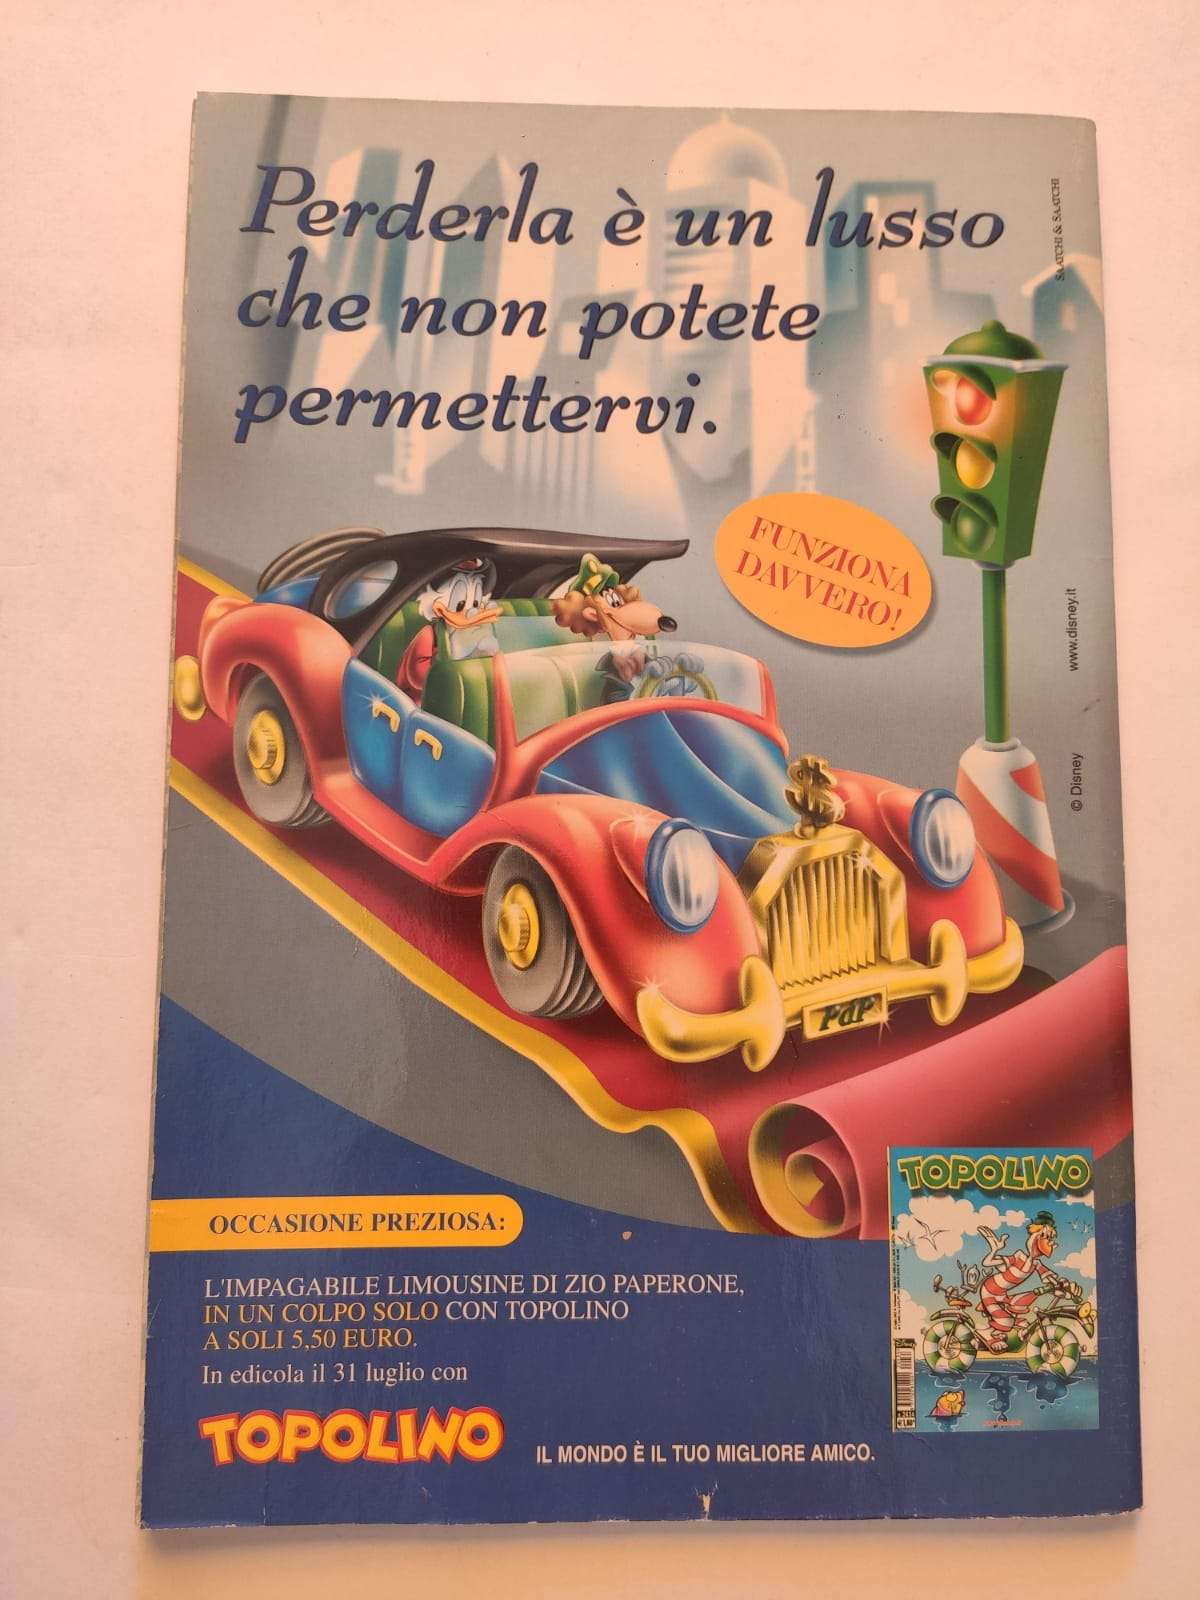 Perderla è un lusso
che non potete
permettervi.
SAATCHI & SAATCHI
FUNZIONA
DAVVERO!
www.disney.it
© Disney
$
PdP
TOPOLINO
OCCASIONE PREZIOSA:
L'IMPAGABILE LIMOUSINE DI ZIO PAPERONE,
IN UN COLPO SOLO CON TOPOLINO
A SOLI 5,50 EURO.
In edicola il 31 luglio con
TOPOLINO
IL MONDO È IL TUO MIGLIORE AMICO.